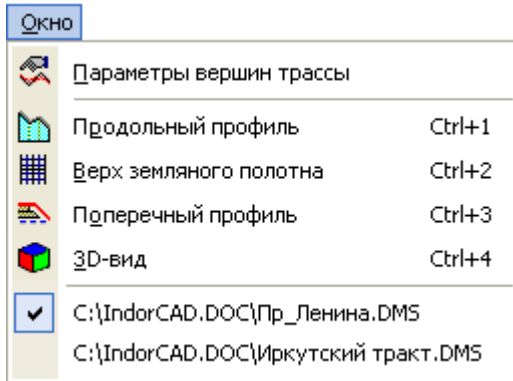 Окно
Параметры вершин трассы
Продольный профиль Ctrl+1
Верх земляного полотна Ctrl+2
Поперечный профиль Ctrl+3
3D-вид Ctrl+4
C:\IndorCAD.DOC\Пр_Ленина.DMS
C:\IndorCAD.DOC\Иркутский тракт.DMS